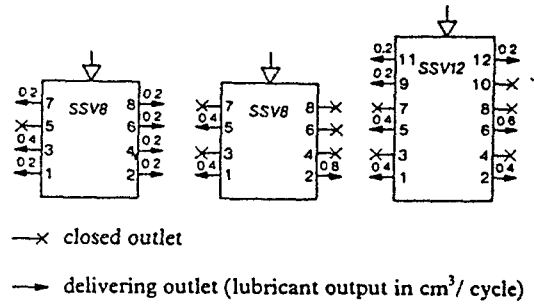 SSV8
0.2 7 8 0.2
5 6 0.2
0.4 3 4 0.2
0.2 1 2 0.2
SSV8
7 8
0.4 5 6
3 4
0.4 1 2 0.8
0.2 11 12 0.2
SSV12
0.2 9 10
7 8
0.4 5 6 0.6
3 4
0.4 1 2 0.4
closed outlet
delivering outlet (lubricant output in cm³/ cycle)